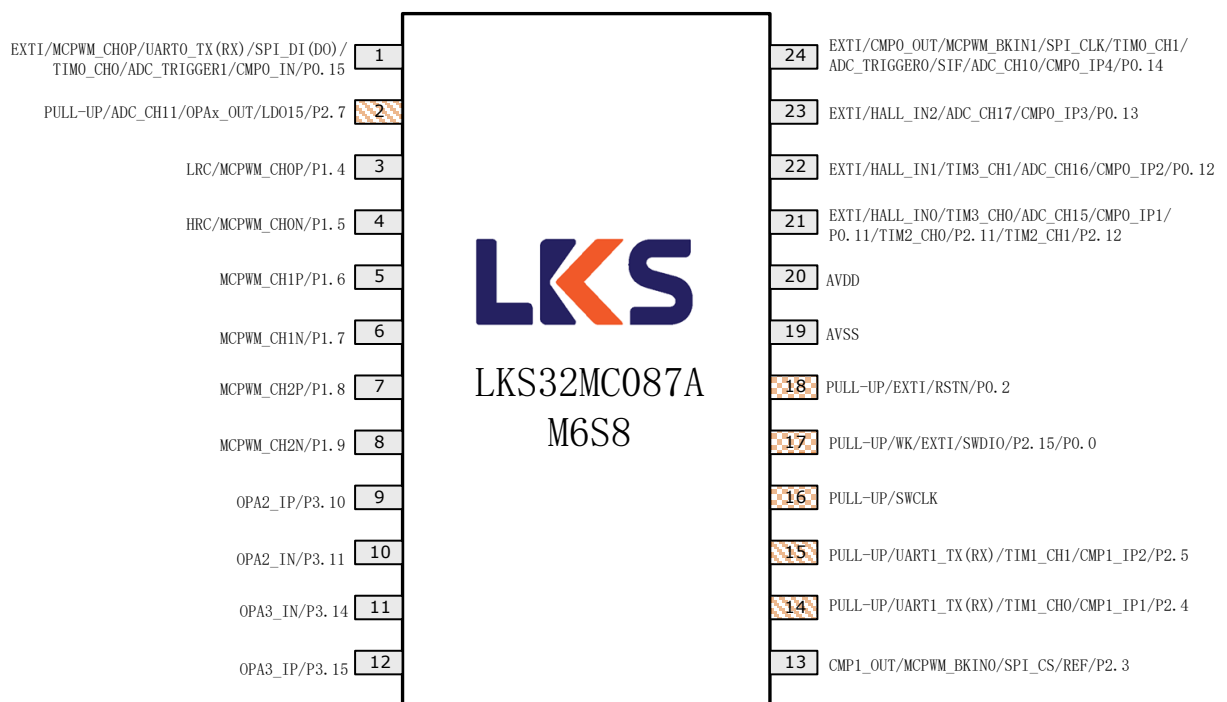 EXTI/MCPWM_CH0P/UART0_TX(RX)/SPI_DI(DO)/
TIM0_CH0/ADC_TRIGGER1/CMP0_IN/P0.15
1
PULL-UP/ADC_CH11/OPAx_OUT/LDO15/P2.7
2
LRC/MCPWM_CH0P/P1.4
3
HRC/MCPWM_CH0N/P1.5
4
MCPWM_CH1P/P1.6
5
MCPWM_CH1N/P1.7
6
MCPWM_CH2P/P1.8
7
MCPWM_CH2N/P1.9
8
OPA2_IP/P3.10
9
OPA2_IN/P3.11
10
OPA3_IN/P3.14
11
OPA3_IP/P3.15
12
LKS
LKS32MC087A
M6S8
24
EXTI/CMP0_OUT/MCPWM_BKIN1/SPI_CLK/TIM0_CH1/
ADC_TRIGGER0/SIF/ADC_CH10/CMP0_IP4/P0.14
23
EXTI/HALL_IN2/ADC_CH17/CMP0_IP3/P0.13
22
EXTI/HALL_IN1/TIM3_CH1/ADC_CH16/CMP0_IP2/P0.12
21
EXTI/HALL_IN0/TIM3_CH0/ADC_CH15/CMP0_IP1/
P0.11/TIM2_CH0/P2.11/TIM2_CH1/P2.12
20
AVDD
19
AVSS
18
PULL-UP/EXTI/RSTN/P0.2
17
PULL-UP/WK/EXTI/SWDIO/P2.15/P0.0
16
PULL-UP/SWCLK
15
PULL-UP/UART1_TX(RX)/TIM1_CH1/CMP1_IP2/P2.5
14
PULL-UP/UART1_TX(RX)/TIM1_CH0/CMP1_IP1/P2.4
13
CMP1_OUT/MCPWM_BKIN0/SPI_CS/REF/P2.3